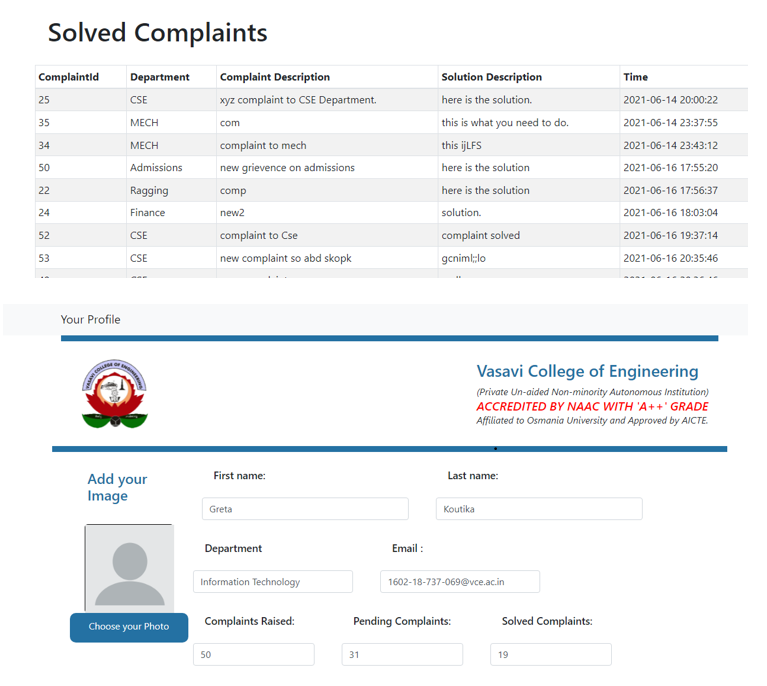 Solved Complaints
ComplaintId Department Complaint Description Solution Description Time
25 CSE xyz complaint to CSE Department. here is the solution. 2021-06-14 20:00:22
35 MECH com this is what you need to do. 2021-06-14 23:37:55
34 MECH complaint to mech this ijLFS 2021-06-14 23:43:12
50 Admissions new grievence on admissions here is the solution 2021-06-16 17:55:20
22 Ragging comp here is the solution 2021-06-16 17:56:37
24 Finance new2 solution. 2021-06-16 18:03:04
52 CSE complaint to Cse complaint solved 2021-06-16 19:37:14
53 CSE new complaint so abd skopk gcniml;;lo 2021-06-16 20:35:46
Your Profile
VASAVI COLLEGE OF ENGINEERING
Vasavi College of Engineering
(Private Un-aided Non-minority Autonomous Institution)
ACCREDITED BY NAAC WITH 'A++' GRADE
Affiliated to Osmania University and Approved by AICTE.
Add your
Image
First name: Last name:
Greta Koutika
Department Email :
Information Technology 1602-18-737-069@vce.ac.in
Choose your Photo
Complaints Raised: Pending Complaints: Solved Complaints:
50 31 19